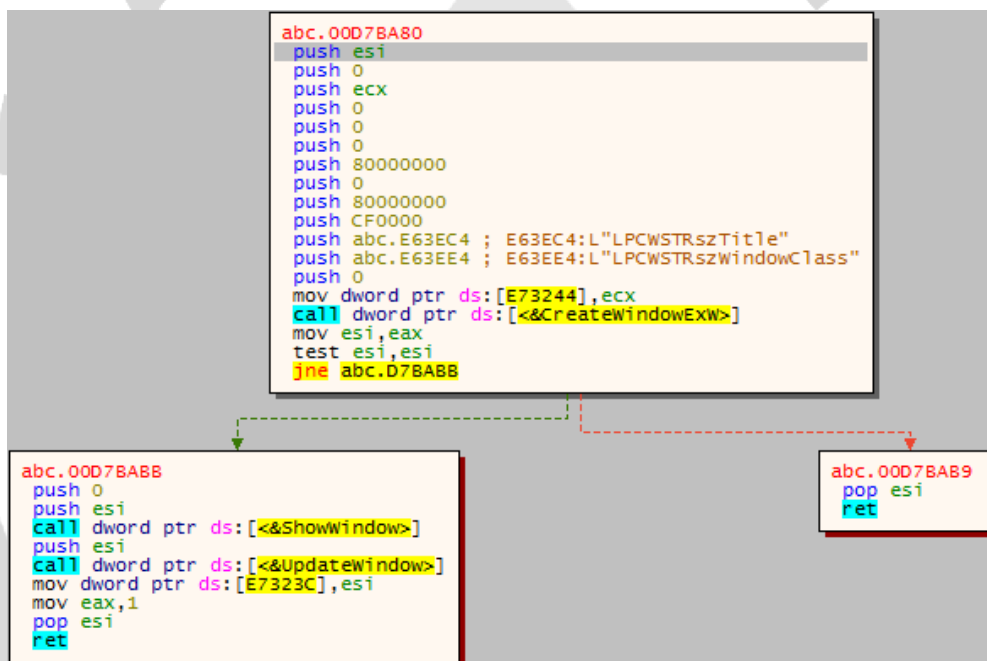 abc.00D7BA80
push esi
push 0
push ecx
push 0
push 0
push 0
push 80000000
push 0
push 80000000
push CF0000
push abc.E63EC4 ; E63EC4:L"LPCWSTRszTitle"
push abc.E63EE4 ; E63EE4:L"LPCWSTRszWindowClass"
push 0
mov dword ptr ds:[E73244],ecx
call dword ptr ds:[<&CreateWindowExW>]
mov esi,eax
test esi,esi
jne abc.D7BABB
abc.00D7BABB
push 0
push esi
call dword ptr ds:[<&ShowWindow>]
push esi
call dword ptr ds:[<&UpdateWindow>]
mov dword ptr ds:[E7323C],esi
mov eax,1
pop esi
ret
abc.00D7BAB9
pop esi
ret